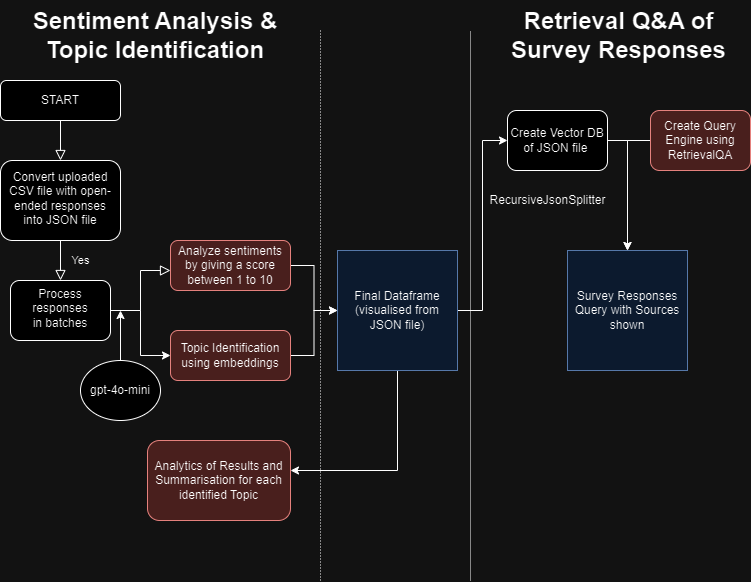 Sentiment Analysis &
Topic Identification
Retrieval Q&A of
Survey Responses
START
Convert uploaded
CSV file with open-
ended responses
into JSON file
Yes
Process
responses
in batches
gpt-4o-mini
Analyze sentiments
by giving a score
between 1 to 10
Topic Identification
using embeddings
Final Dataframe
(visualised from
JSON file)
Analytics of Results and
Summarisation for each
identified Topic
Create Vector DB
of JSON file
RecursiveJsonSplitter
Create Query
Engine using
RetrievalQA
Survey Responses
Query with Sources
shown